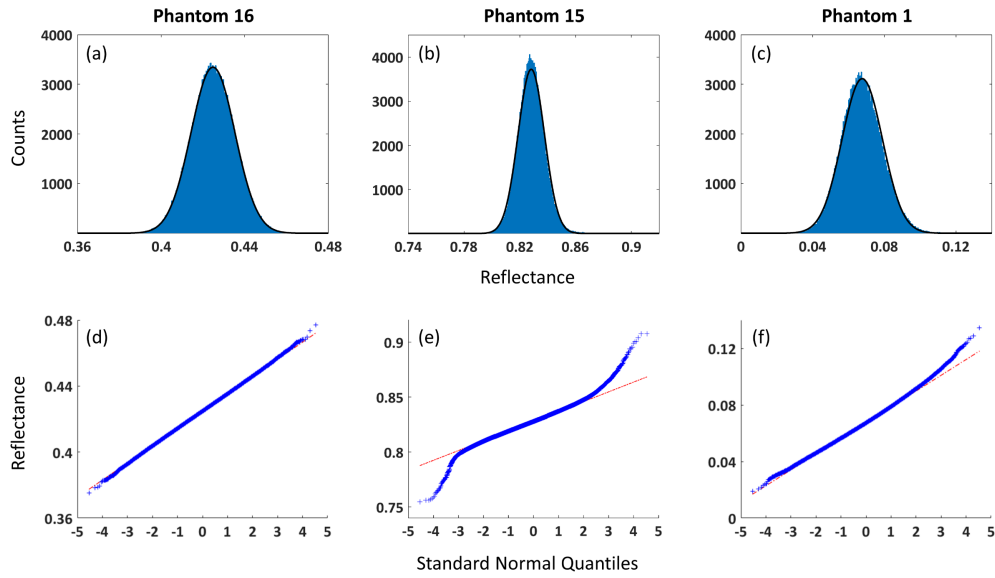 Phantom 16 Phantom 15 Phantom 1
(a) (b) (c)
4000 3000 2000 1000
4000 3000 2000 1000
4000 3000 2000 1000
Counts
0.36 0.4 0.44 0.48
0.74 0.78 0.82 0.86 0.9
0 0.04 0.08 0.12
Reflectance
(d) (e) (f)
0.48 0.44 0.4 0.36
0.9 0.85 0.8 0.75
0.12 0.08 0.04 0
Reflectance
-5 -4 -3 -2 -1 0 1 2 3 4 5
-5 -4 -3 -2 -1 0 1 2 3 4 5
-5 -4 -3 -2 -1 0 1 2 3 4 5
Standard Normal Quantiles